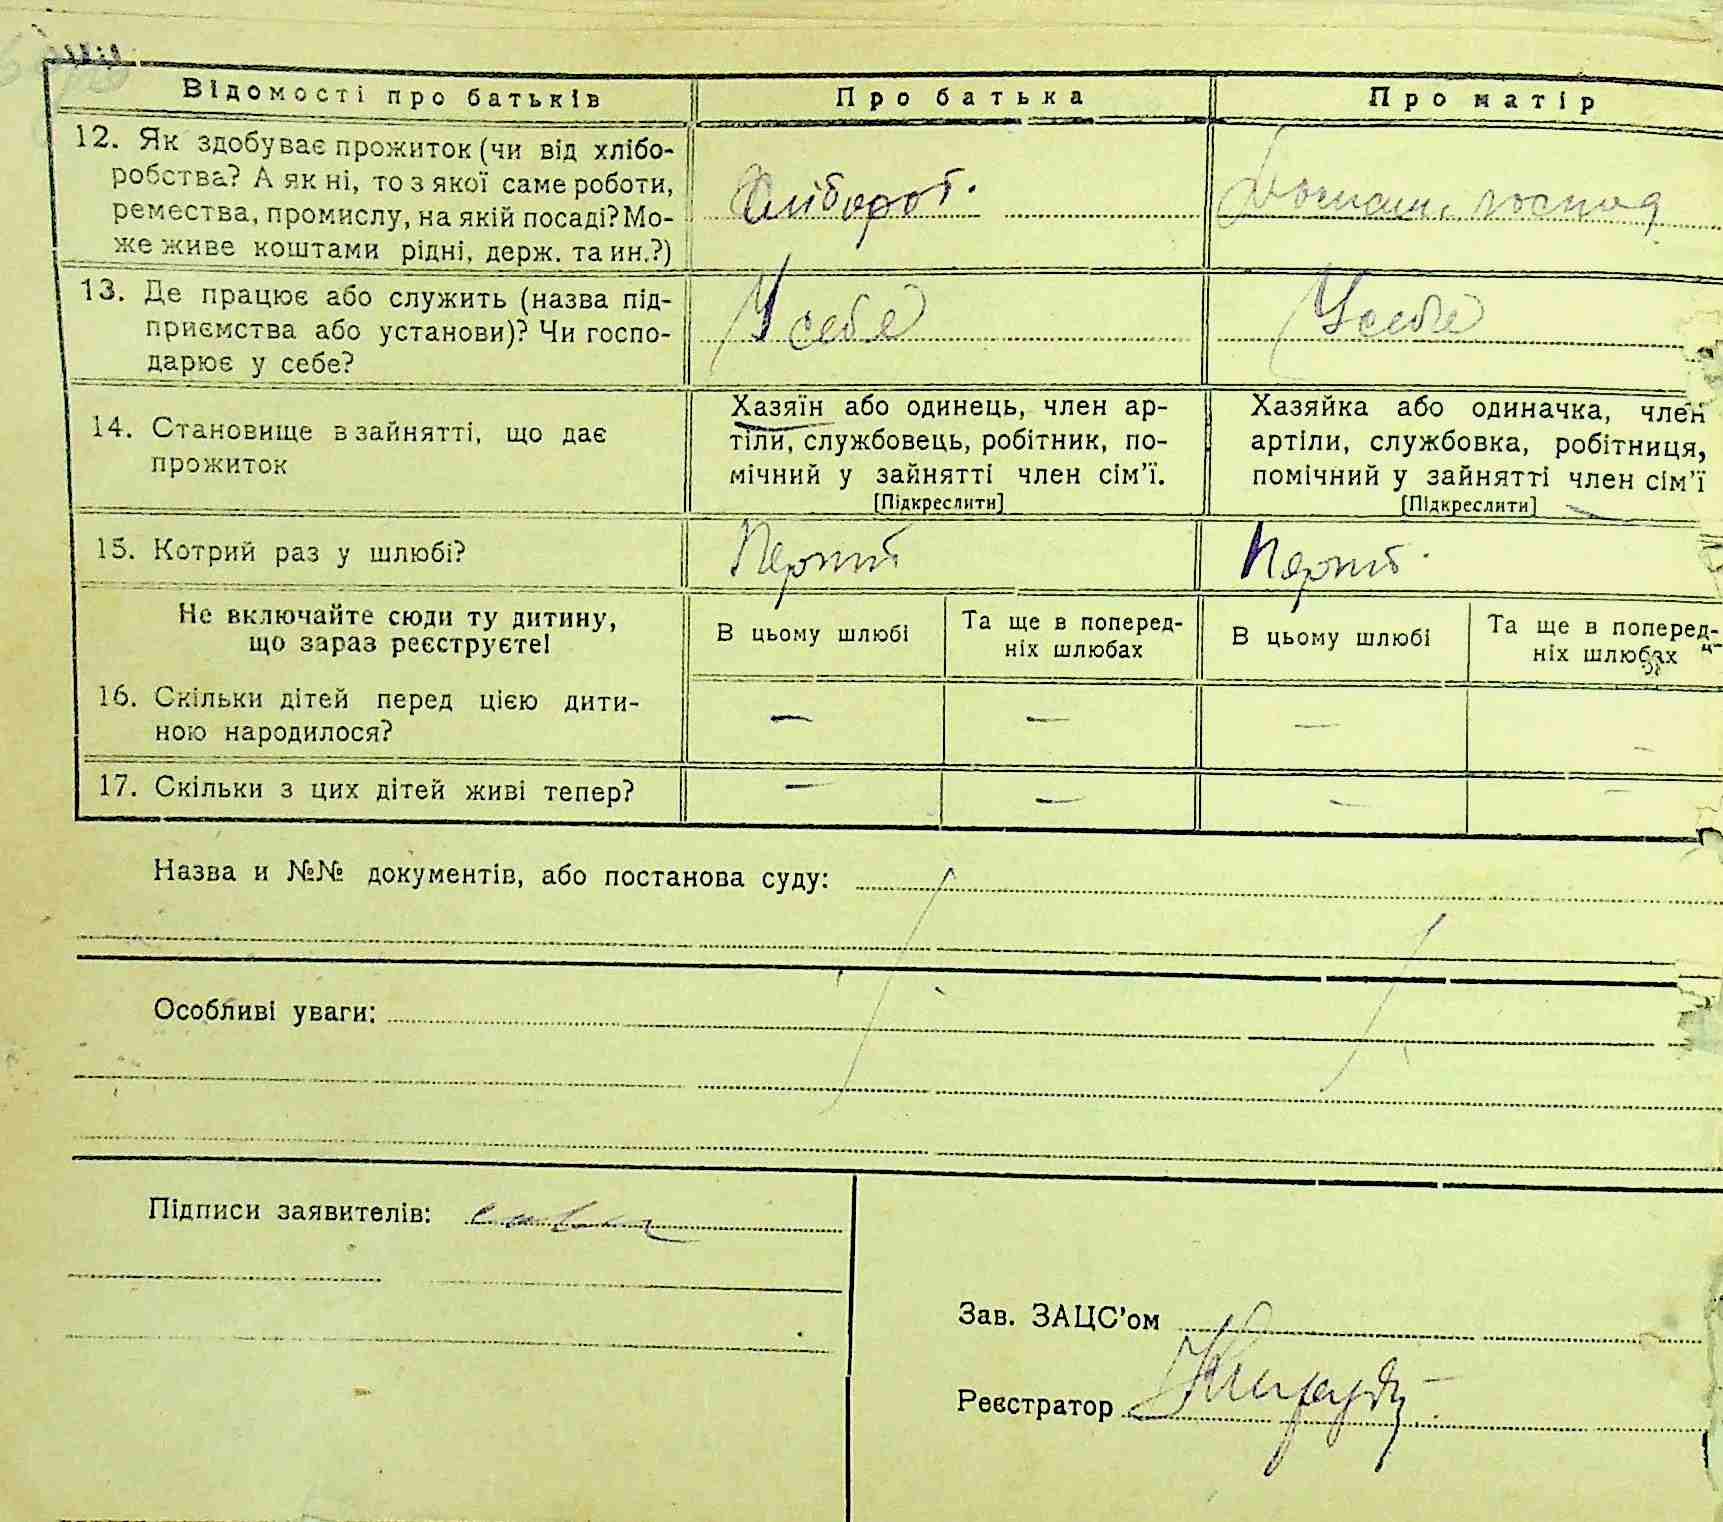 Відомості про батьків
Про батька
Про матір
12. Як здобуває прожиток (чи від хлібо-
робства? А як ні, то з якої саме роботи,
ремества, промислу, на якій посаді? Мо-
же живе коштами рідні, держ. та ин.?)
Хлібороб.
Домаш. господ
13. Де працює або служить (назва під-
приємства або установи)? Чи госпо-
дарює у себе?
У себе
У себе
14. Становище в зайнятті, що дає
прожиток
Хазяїн або одинець, член ар-
тіли, службовець, робітник, по-
мічний у зайнятті член сім'ї.
[Підкреслити]
Хазяйка або одиначка, член
артіли, службовка, робітниця,
помічний у зайнятті член сім'ї
[Підкреслити]
15. Котрий раз у шлюбі?
Перший
Перший
Не включайте сюди ту дитину,
що зараз реєструєте!
В цьому шлюбі
Та ще в поперед-
ніх шлюбах
В цьому шлюбі
Та ще в поперед-
ніх шлюбах
16. Скільки дітей перед цією дити-
ною народилося?
— — — —
17. Скільки з цих дітей живі тепер?
— — — —
Назва и №№ документів, або постанова суду:
Особливі уваги:
Підписи заявителів:
Зав. ЗАЦС'ом
Реєстратор